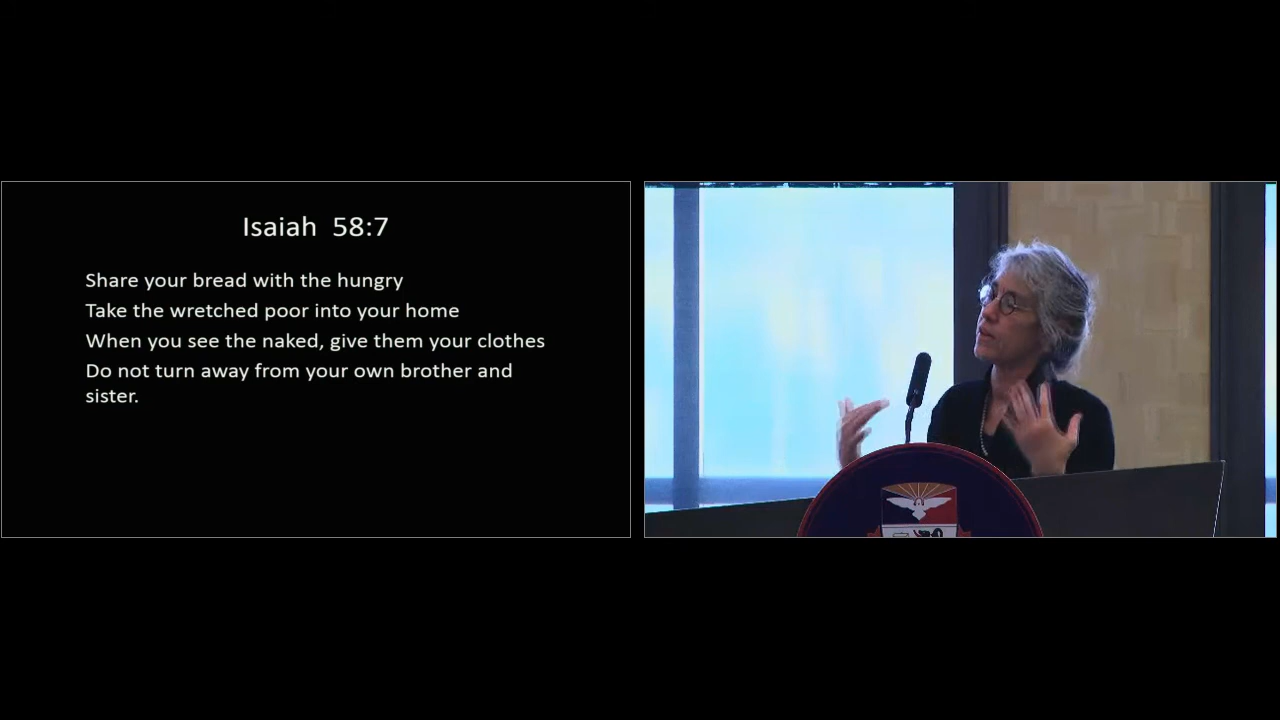 Isaiah 58:7
Share your bread with the hungry
Take the wretched poor into your home
When you see the naked, give them your clothes
Do not turn away from your own brother and
sister.